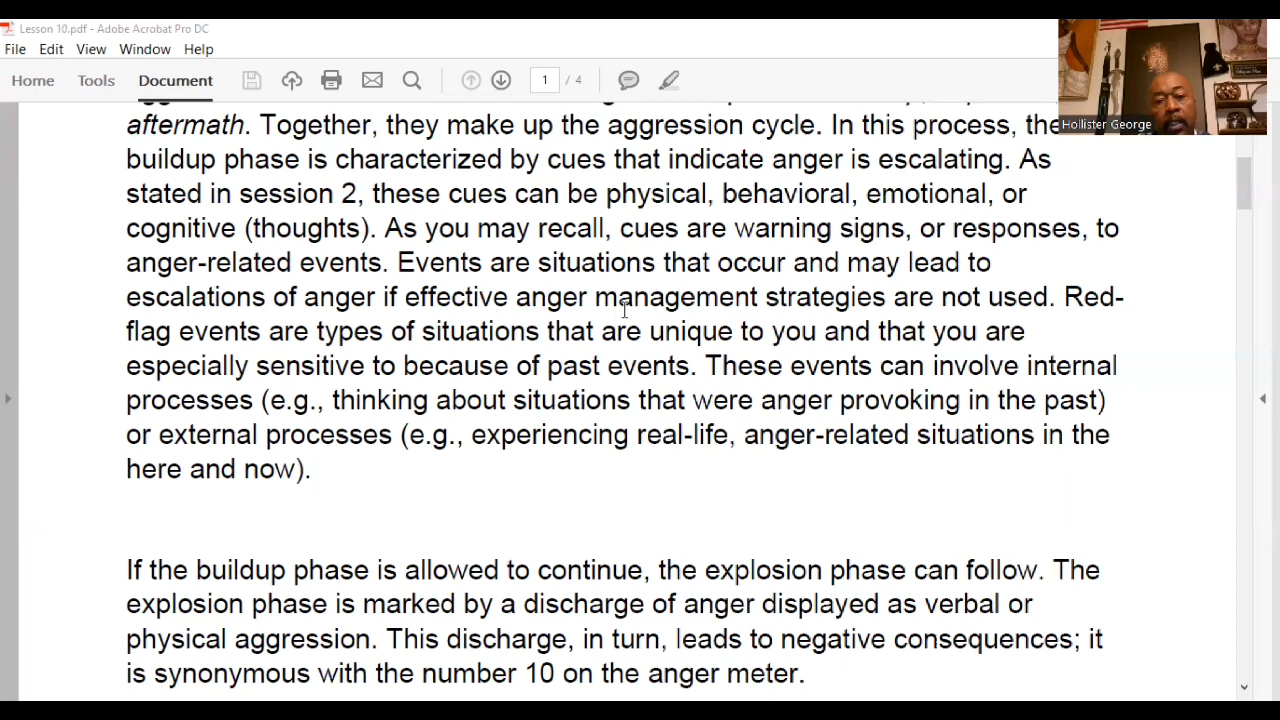 Lesson 10.pdf - Adobe Acrobat Pro DC
File Edit View Window Help
Home Tools Document 1 / 4
Hollister George
aftermath. Together, they make up the aggression cycle. In this process, the
buildup phase is characterized by cues that indicate anger is escalating. As
stated in session 2, these cues can be physical, behavioral, emotional, or
cognitive (thoughts). As you may recall, cues are warning signs, or responses, to
anger-related events. Events are situations that occur and may lead to
escalations of anger if effective anger management strategies are not used. Red-
flag events are types of situations that are unique to you and that you are
especially sensitive to because of past events. These events can involve internal
processes (e.g., thinking about situations that were anger provoking in the past)
or external processes (e.g., experiencing real-life, anger-related situations in the
here and now).
If the buildup phase is allowed to continue, the explosion phase can follow. The
explosion phase is marked by a discharge of anger displayed as verbal or
physical aggression. This discharge, in turn, leads to negative consequences; it
is synonymous with the number 10 on the anger meter.